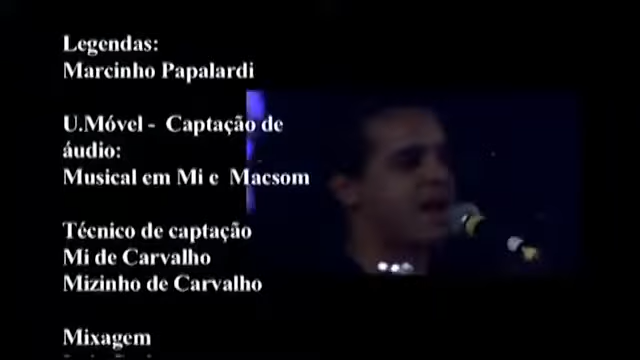 Legendas:
Marcinho Papalardi
U.Móvel - Captação de
áudio:
Musical em Mi e Macsom
Técnico de captação
Mi de Carvalho
Mizinho de Carvalho
Mixagem